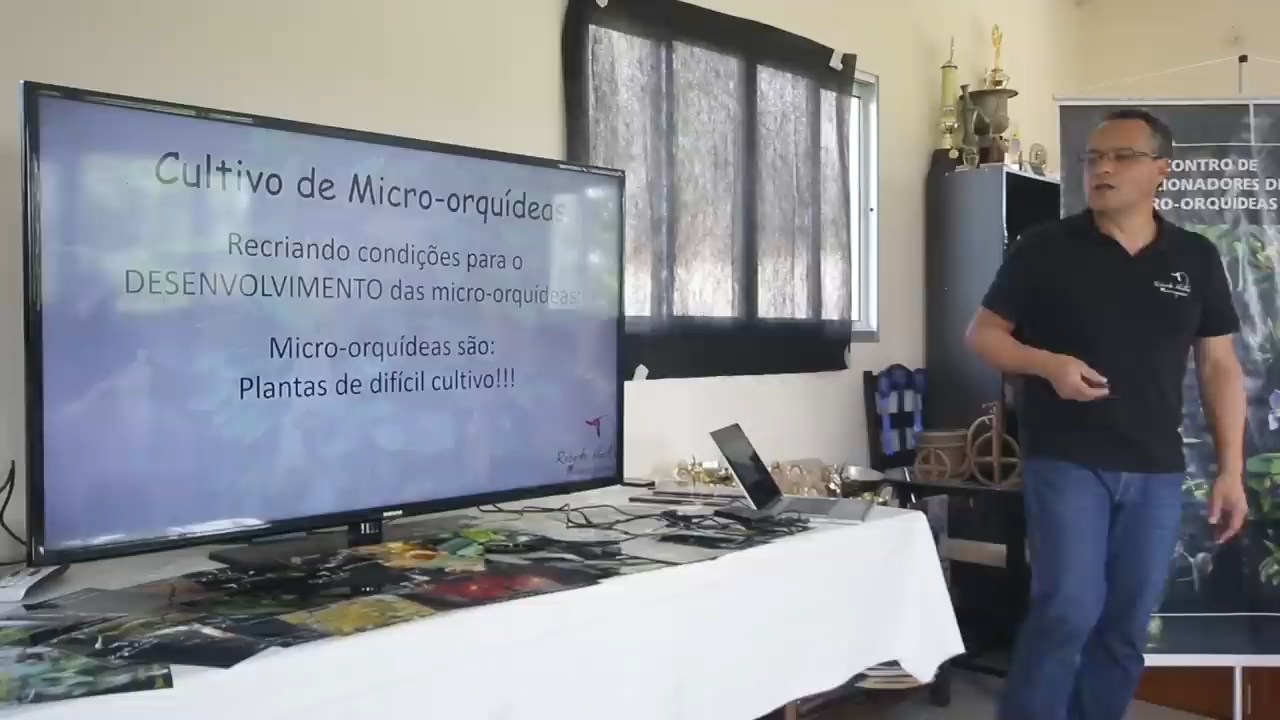 Cultivo de Micro-orquídeas
Recriando condições para o
DESENVOLVIMENTO das micro-orquídeas:
Micro-orquídeas são:
Plantas de difícil cultivo!!!
CONTRO DE
IONADORES DE
RO-ORQUÍDEAS